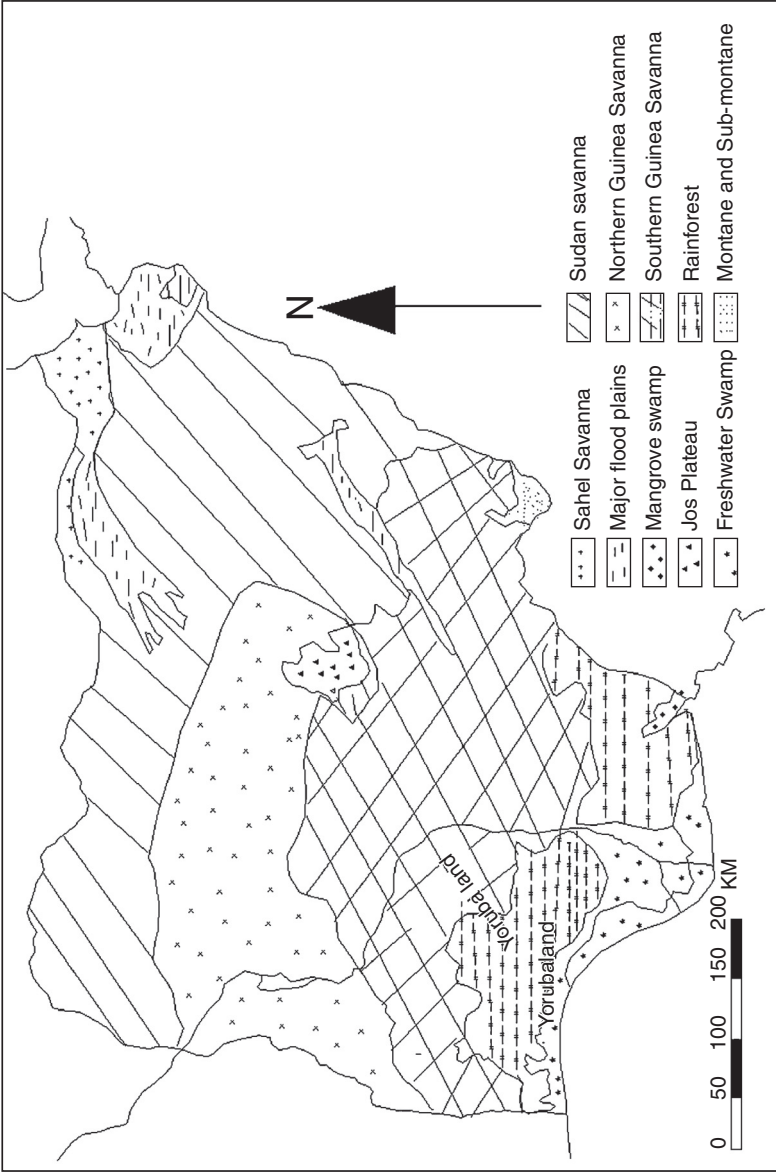 N
Yoruba land
Yorubaland
Sahel Savanna
Major flood plains
Mangrove swamp
Jos Plateau
Freshwater Swamp
Sudan savanna
Northern Guinea Savanna
Southern Guinea Savanna
Rainforest
Montane and Sub-montane
0 50 100 150 200
KM